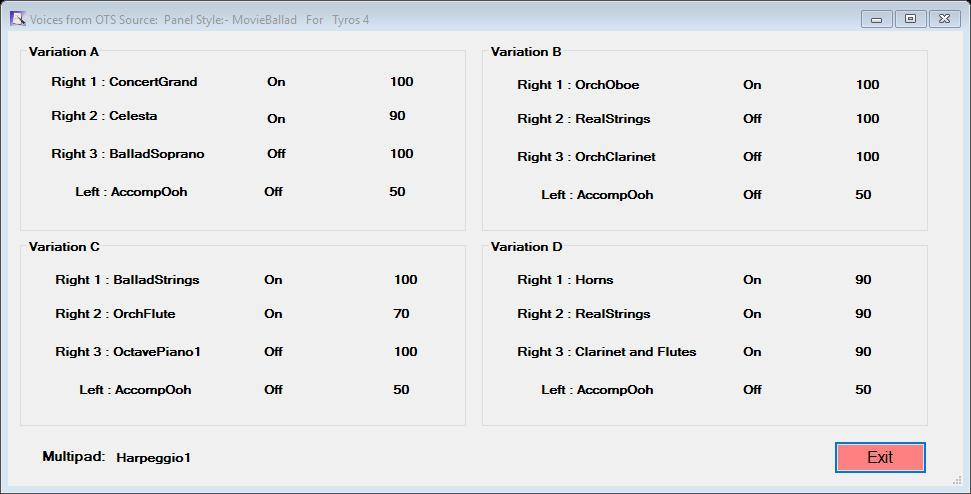 Voices from OTS Source:  Panel Style:- MovieBallad   For   Tyros 4
Variation A
Right 1 : ConcertGrand On 100
Right 2 : Celesta On 90
Right 3 : BalladSoprano Off 100
Left : AccompOoh Off 50
Variation B
Right 1 : OrchOboe On 100
Right 2 : RealStrings Off 100
Right 3 : OrchClarinet Off 100
Left : AccompOoh Off 50
Variation C
Right 1 : BalladStrings On 100
Right 2 : OrchFlute On 70
Right 3 : OctavePiano1 Off 100
Left : AccompOoh Off 50
Variation D
Right 1 : Horns On 90
Right 2 : RealStrings On 90
Right 3 : Clarinet and Flutes On 90
Left : AccompOoh Off 50
Multipad: Harpeggio1
Exit